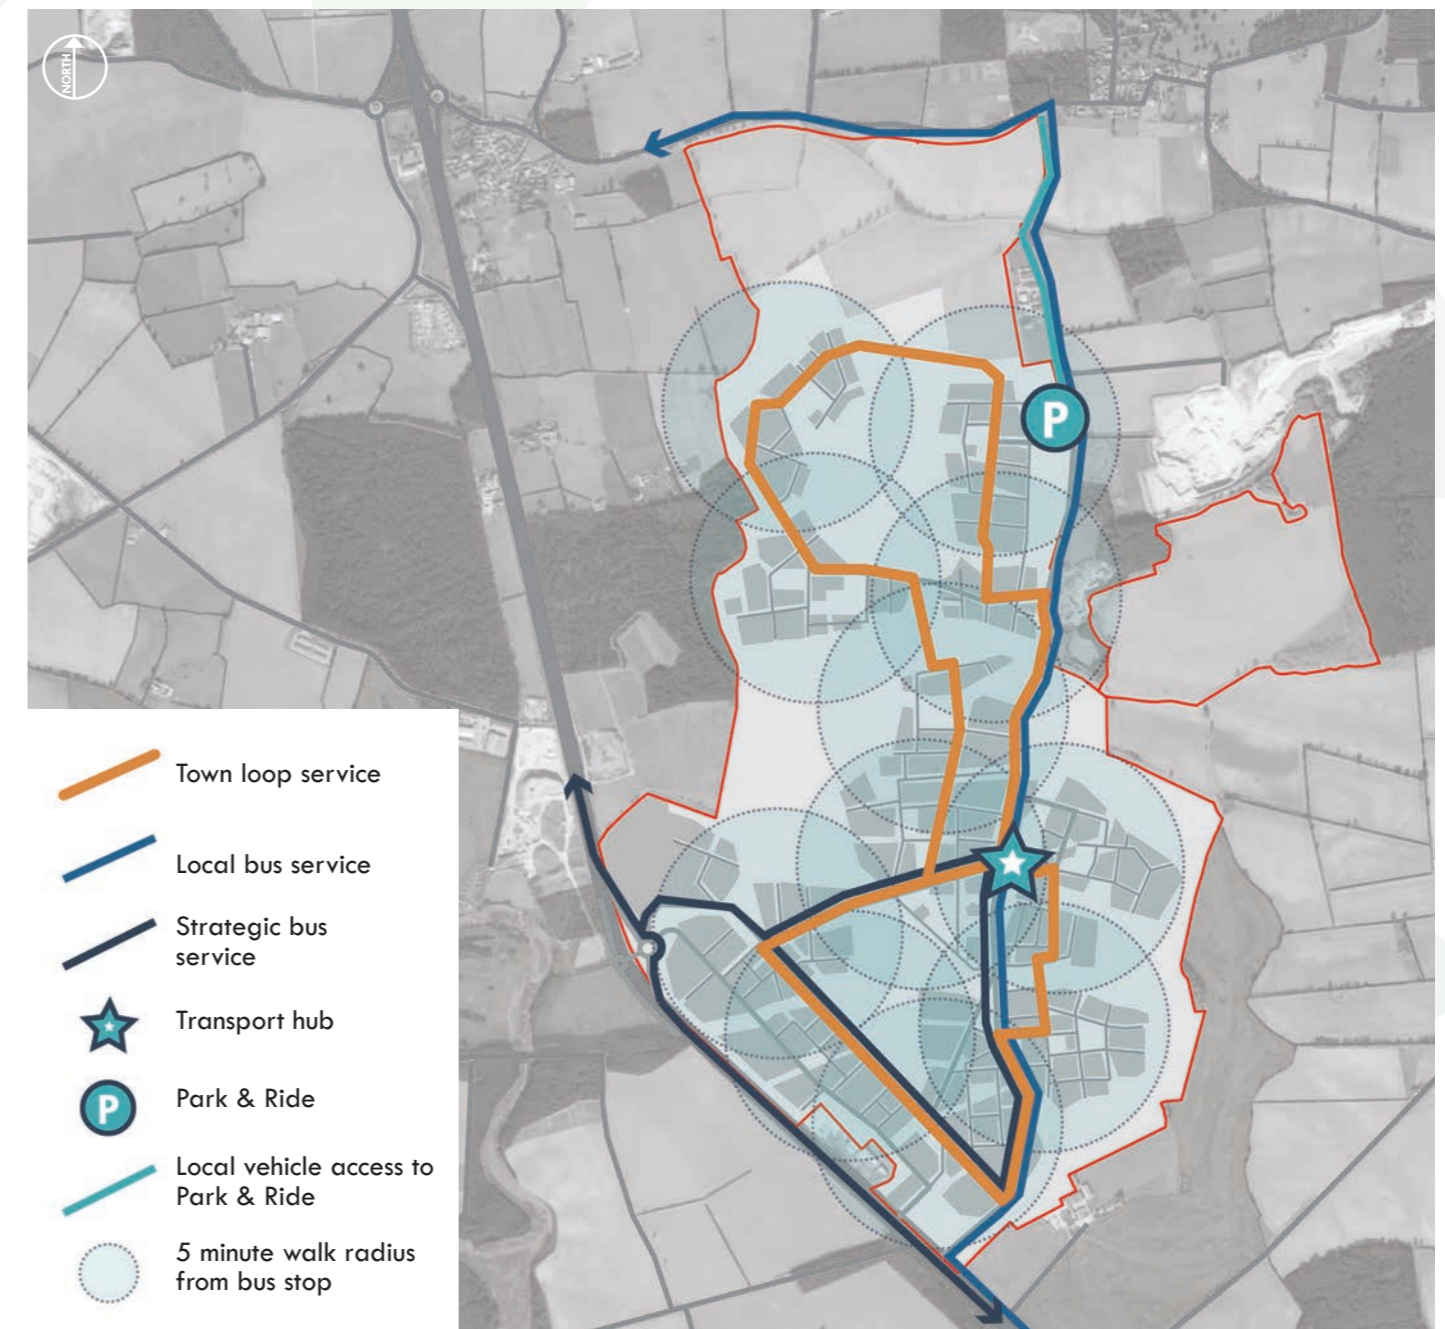 NORTH
P
Town loop service
Local bus service
Strategic bus
service
Transport hub
P
Park & Ride
Local vehicle access to
Park & Ride
5 minute walk radius
from bus stop